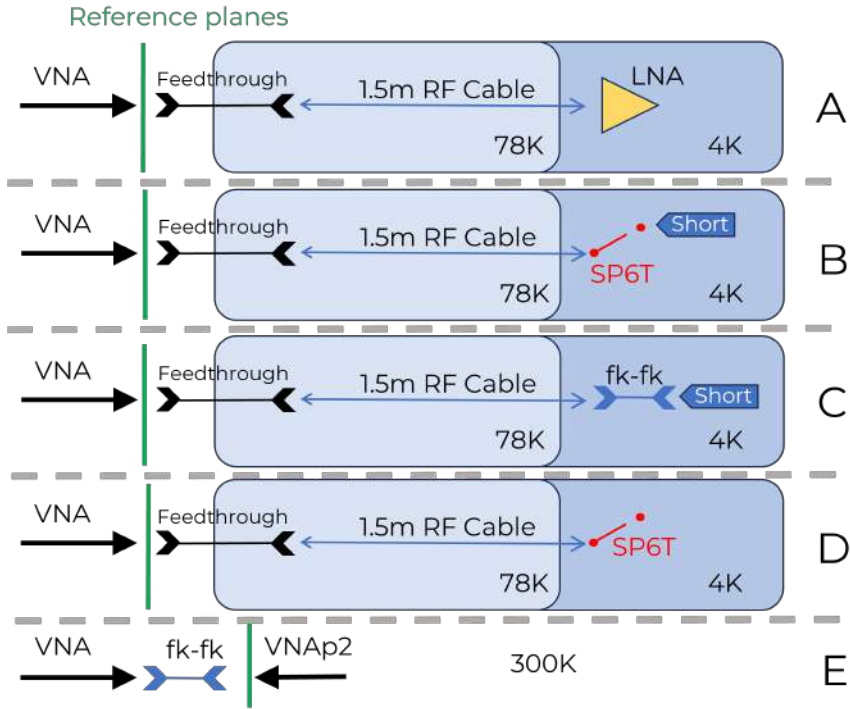 Reference planes
VNA
Feedthrough
1.5m RF Cable
LNA
78K
4K
A
VNA
Feedthrough
1.5m RF Cable
Short
SP6T
78K
4K
B
VNA
Feedthrough
1.5m RF Cable
fk-fk
Short
78K
4K
C
VNA
Feedthrough
1.5m RF Cable
SP6T
78K
4K
D
VNA
fk-fk
VNAp2
300K
E